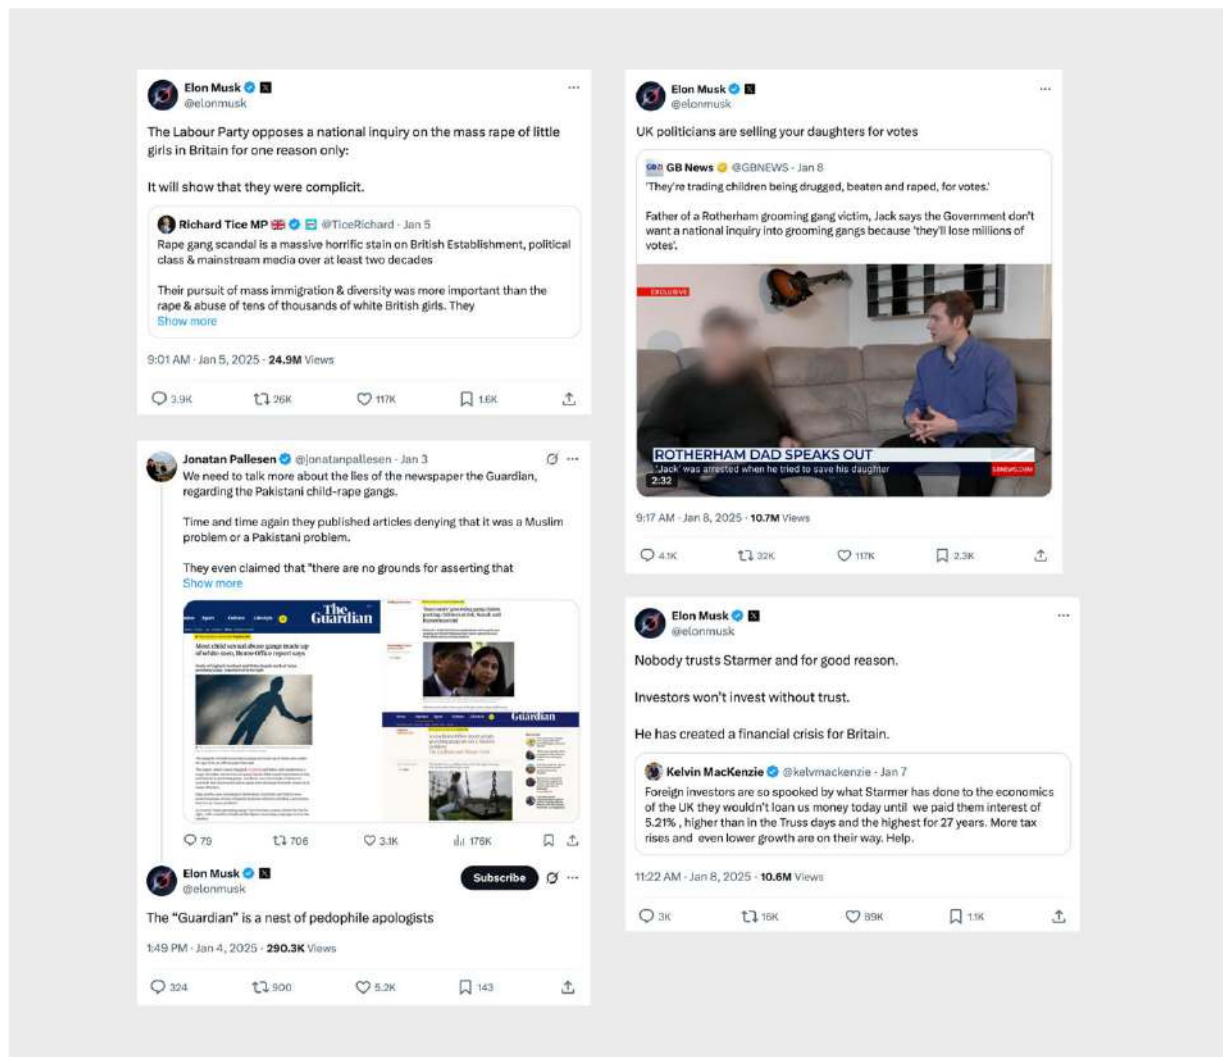 Elon Musk
@elonmusk
The Labour Party opposes a national inquiry on the mass rape of little
girls in Britain for one reason only:
It will show that they were complicit.
Richard Tice MP @TiceRichard · Jan 5
Rape gang scandal is a massive horrific stain on British Establishment, political
class & mainstream media over at least two decades
Their pursuit of mass immigration & diversity was more important than the
rape & abuse of tens of thousands of white British girls. They
Show more
9:01 AM · Jan 5, 2025 · 24.9M Views
3.9K 26K 117K 1.6K
Jonatan Pallesen @jonatanpallesen · Jan 3
We need to talk more about the lies of the newspaper the Guardian,
regarding the Pakistani child-rape gangs.
Time and time again they published articles denying that it was a Muslim
problem or a Pakistani problem.
They even claimed that "there are no grounds for asserting that
Show more
The
Guardian
Most child sexual abuse gangs made up
of white men, Home Office report says
Guardian
79 706 3.1K 176K
Elon Musk
@elonmusk
Subscribe
The “Guardian” is a nest of pedophile apologists
1:49 PM · Jan 4, 2025 · 290.3K Views
324 900 5.2K 143
Elon Musk
@elonmusk
UK politicians are selling your daughters for votes
GB News @GBNEWS · Jan 8
'They're trading children being drugged, beaten and raped, for votes.'
Father of a Rotherham grooming gang victim, Jack says the Government don't
want a national inquiry into grooming gangs because 'they'll lose millions of
votes'.
EXCLUSIVE
ROTHERHAM DAD SPEAKS OUT
'Jack' was arrested when he tried to save his daughter
GBNEWS.COM
2:32
9:17 AM · Jan 8, 2025 · 10.7M Views
4.1K 32K 117K 2.3K
Elon Musk
@elonmusk
Nobody trusts Starmer and for good reason.
Investors won't invest without trust.
He has created a financial crisis for Britain.
Kelvin MacKenzie @kelvmackenzie · Jan 7
Foreign investors are so spooked by what Starmer has done to the economics
of the UK they wouldn't loan us money today until we paid them interest of
5.21% , higher than in the Truss days and the highest for 27 years. More tax
rises and even lower growth are on their way. Help.
11:22 AM · Jan 8, 2025 · 10.6M Views
3K 16K 89K 1.1K